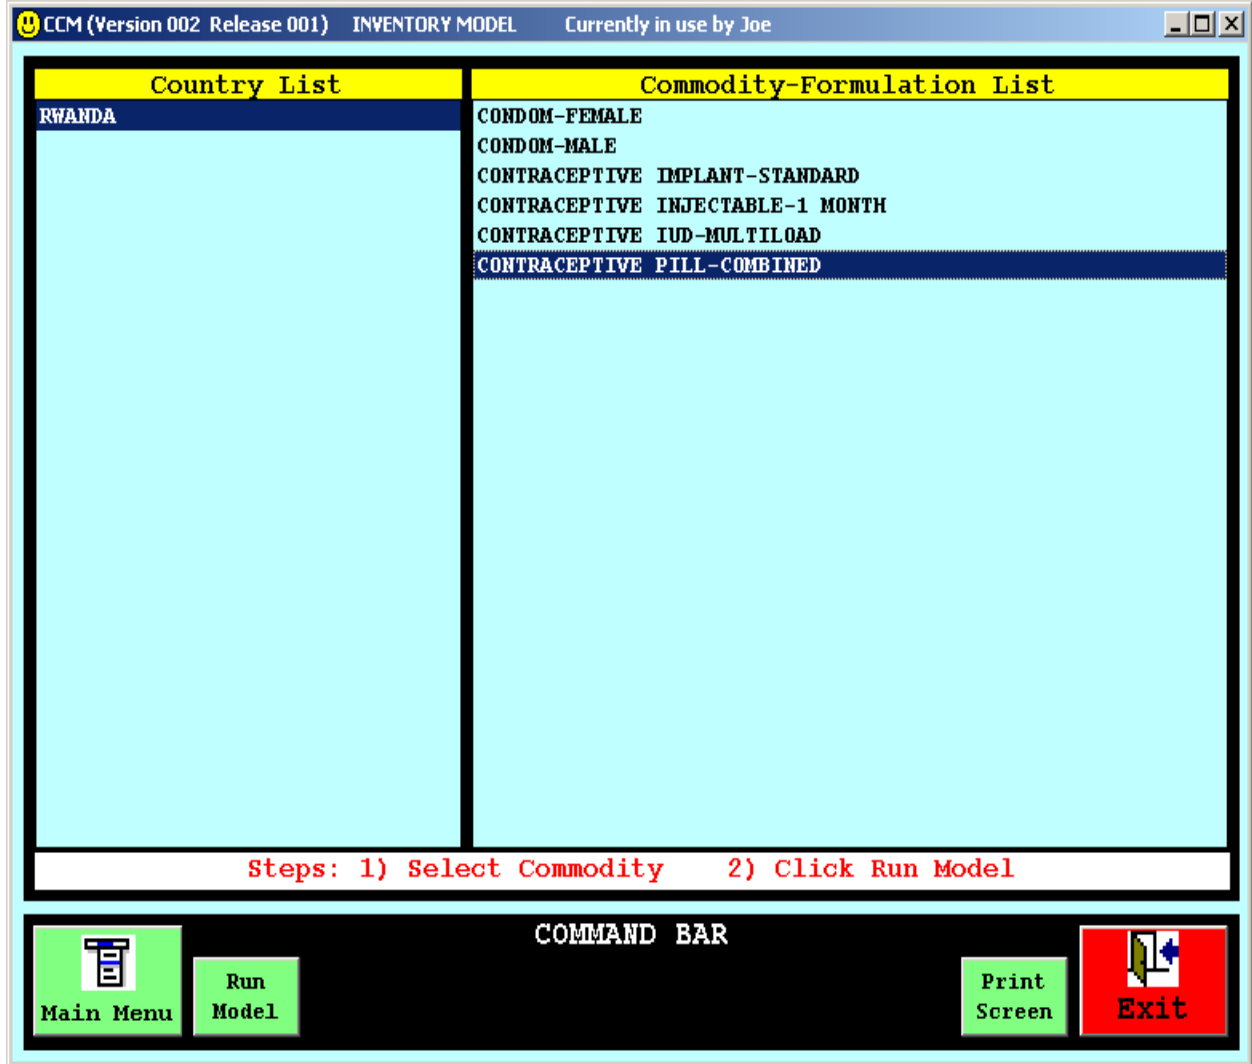 CCM (Version 002 Release 001) INVENTORY MODEL Currently in use by Joe
Country List
RWANDA
Commodity-Formulation List
CONDOM-FEMALE
CONDOM-MALE
CONTRACEPTIVE IMPLANT-STANDARD
CONTRACEPTIVE INJECTABLE-1 MONTH
CONTRACEPTIVE IUD-MULTILOAD
CONTRACEPTIVE PILL-COMBINED
Steps: 1) Select Commodity 2) Click Run Model
COMMAND BAR
Main Menu
Run
Model
Print
Screen
Exit